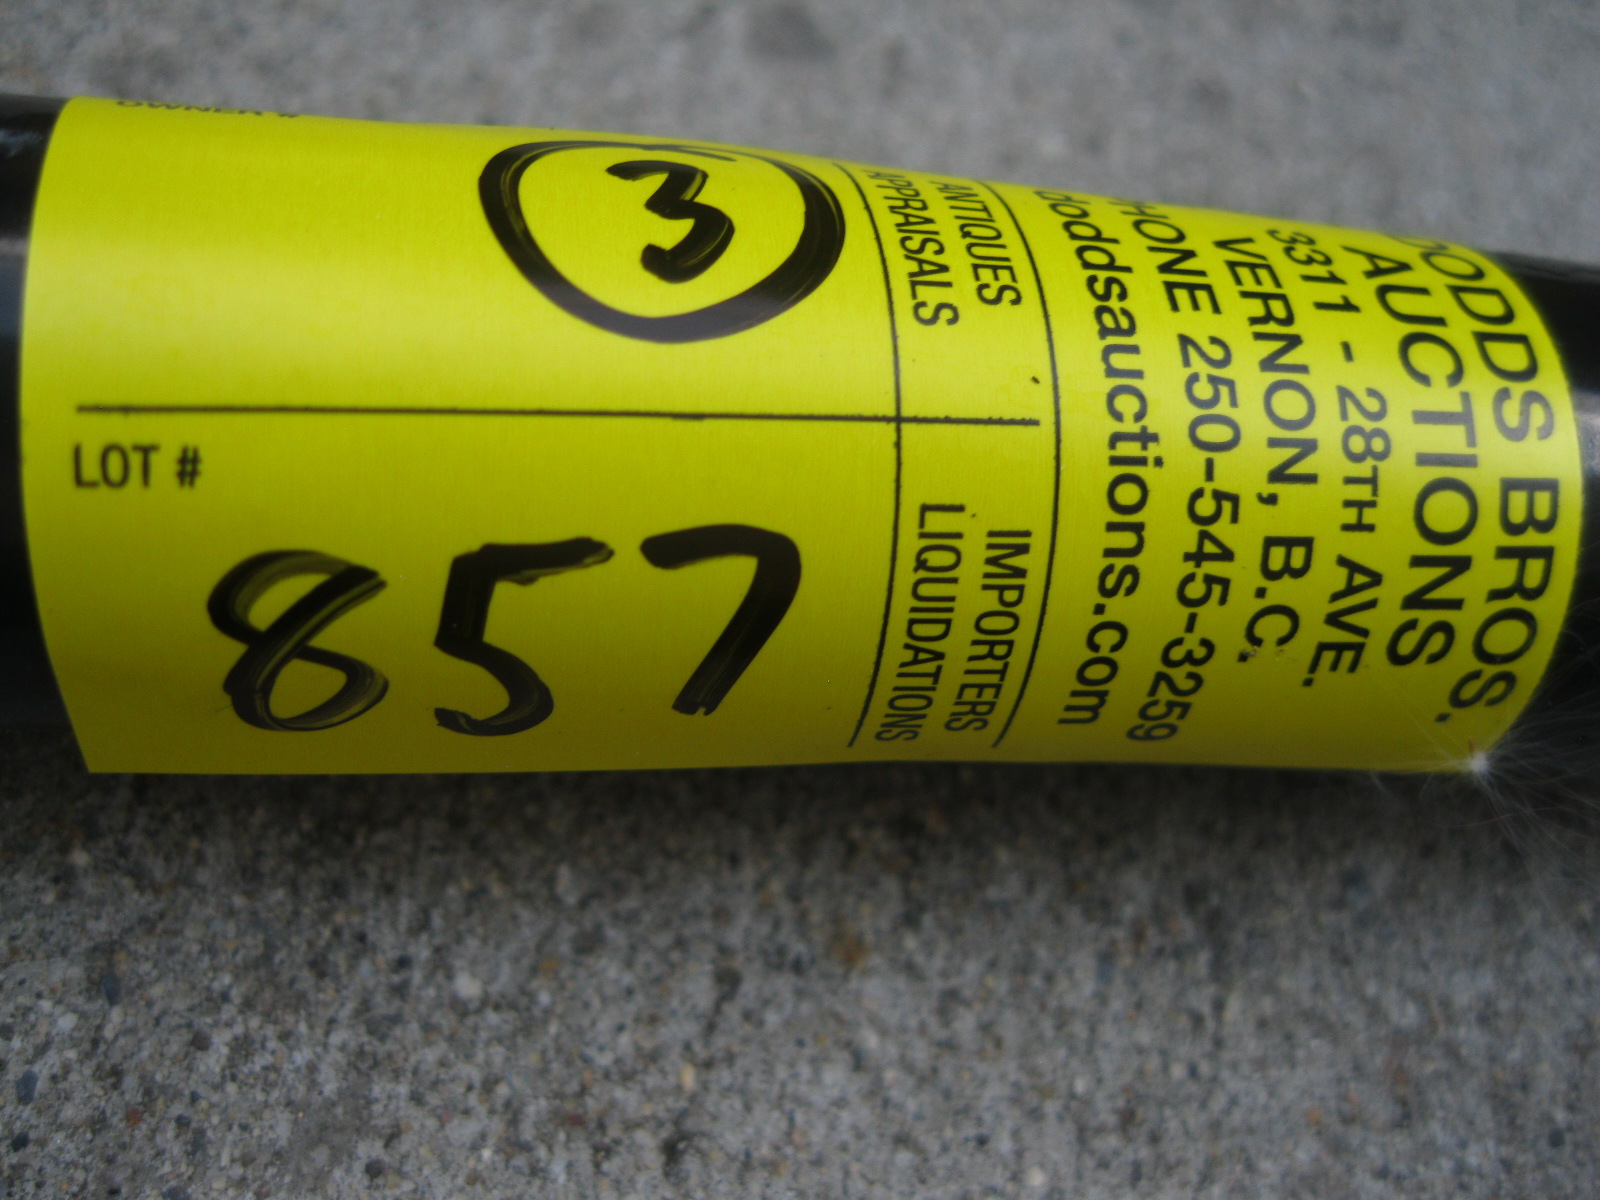 DODDS BROS.
AUCTIONS
3311 - 28TH AVE.
VERNON, B.C.
PHONE 250-545-3259
doddsauctions.com
ANTIQUES
APPRAISALS
IMPORTERS
LIQUIDATIONS
OWNER #
3
LOT #
857